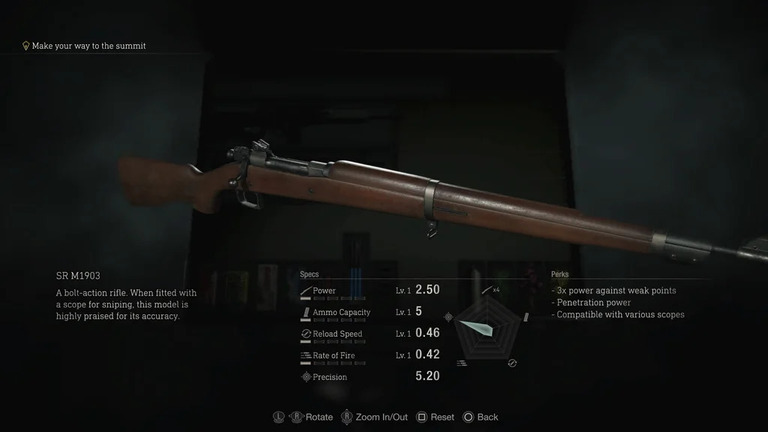 Make your way to the summit
SR M1903
A bolt-action rifle. When fitted with
a scope for sniping, this model is
highly praised for its accuracy.
Specs
Power Lv. 1 2.50
Ammo Capacity Lv. 1 5
Reload Speed Lv. 1 0.46
Rate of Fire Lv. 1 0.42
Precision 5.20
x4
Perks
- 3x power against weak points
- Penetration power
- Compatible with various scopes
L R Rotate R Zoom In/Out Reset Back